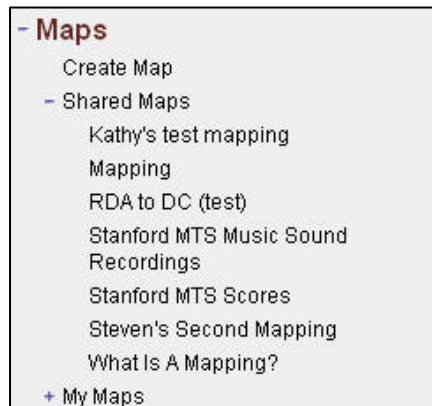 - Maps
Create Map
- Shared Maps
Kathy's test mapping
Mapping
RDA to DC (test)
Stanford MTS Music Sound
Recordings
Stanford MTS Scores
Steven's Second Mapping
What Is A Mapping?
+ My Maps